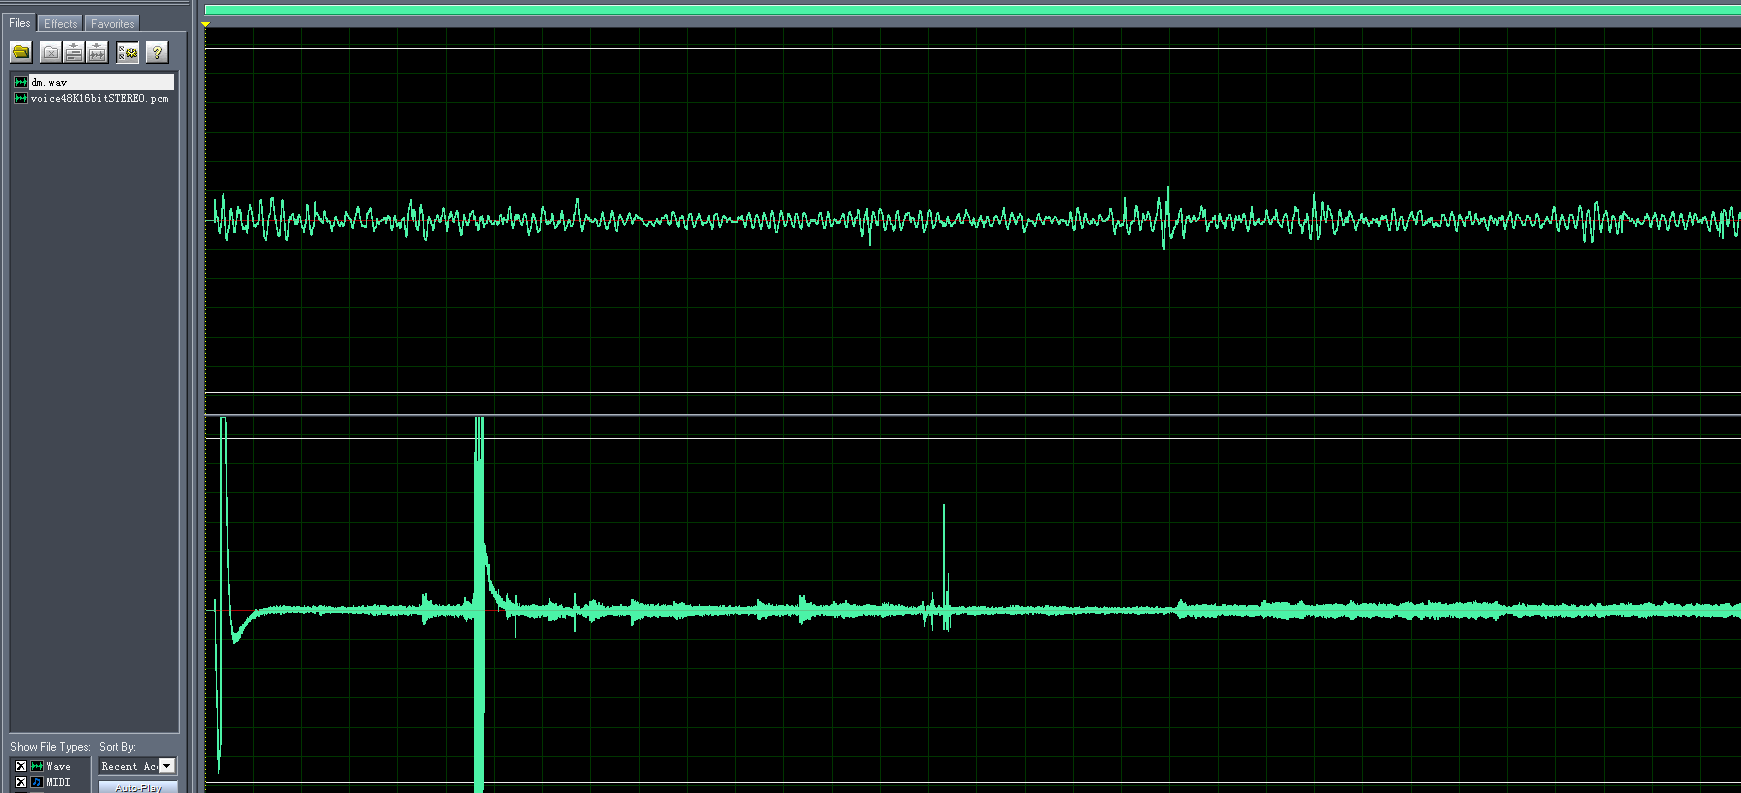 Files Effects Favorites
?
dm.wav
voice48K16bitSTEREO.pcm
Show File Types: Sort By:
Wave Recent Ac
MIDI
Auto-Play